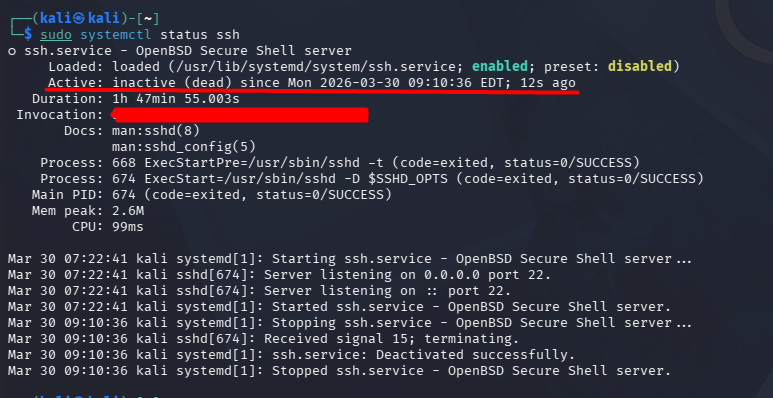 ┌──(kali㉿kali)-[~]
└─$ sudo systemctl status ssh
○ ssh.service - OpenBSD Secure Shell server
Loaded: loaded (/usr/lib/systemd/system/ssh.service; enabled; preset: disabled)
Active: inactive (dead) since Mon 2026-03-30 09:10:36 EDT; 12s ago
Duration: 1h 47min 55.003s
Invocation:
Docs: man:sshd(8)
man:sshd_config(5)
Process: 668 ExecStartPre=/usr/sbin/sshd -t (code=exited, status=0/SUCCESS)
Process: 674 ExecStart=/usr/sbin/sshd -D $SSHD_OPTS (code=exited, status=0/SUCCESS)
Main PID: 674 (code=exited, status=0/SUCCESS)
Mem peak: 2.6M
CPU: 99ms
Mar 30 07:22:41 kali systemd[1]: Starting ssh.service - OpenBSD Secure Shell server...
Mar 30 07:22:41 kali sshd[674]: Server listening on 0.0.0.0 port 22.
Mar 30 07:22:41 kali sshd[674]: Server listening on :: port 22.
Mar 30 07:22:41 kali systemd[1]: Started ssh.service - OpenBSD Secure Shell server.
Mar 30 09:10:36 kali systemd[1]: Stopping ssh.service - OpenBSD Secure Shell server...
Mar 30 09:10:36 kali sshd[674]: Received signal 15; terminating.
Mar 30 09:10:36 kali systemd[1]: ssh.service: Deactivated successfully.
Mar 30 09:10:36 kali systemd[1]: Stopped ssh.service - OpenBSD Secure Shell server.